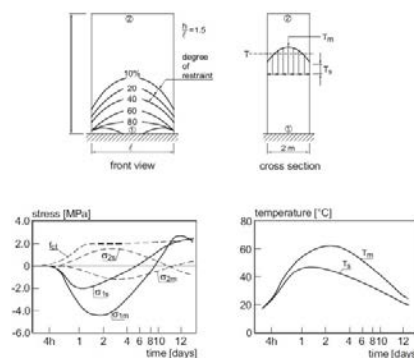 ②
h/ℓ = 1.5
degree
of
restraint
10%
20
40
60
80
①
ℓ
front view
②
Tm
T
Ts
①
2 m
cross section
stress [MPa]
4.0
2.0
0
-2.0
-4.0
-6.0
fct
σ2s
σ2m
σ1s
σ1m
4h 1 2 4 6 8 10 12
time [days]
temperature [°C]
80
60
40
20
Tm
Ts
4h 1 2 4 6 8 10 12
time [days]